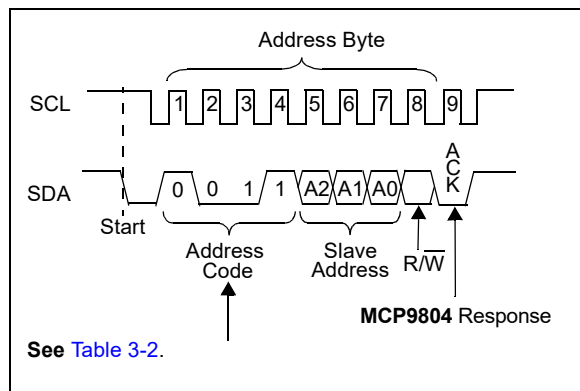 Address Byte
SCL 1 2 3 4 5 6 7 8 9
SDA 0 0 1 1 A2 A1 A0 ACK
Start
Address Code
Slave Address
R/W̅
MCP9804 Response
See Table 3-2.